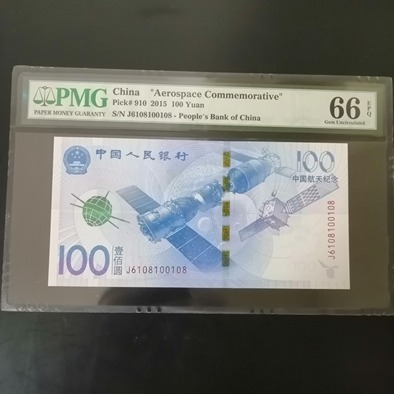 PMG
PAPER MONEY GUARANTY
China "Aerospace Commemorative"
Pick# 910 2015 100 Yuan
S/N J6108100108 - People's Bank of China
66 EPQ
Gem Uncirculated
中国人民银行
100
中国航天纪念
J6108100108
100 壹佰圆
J6108100108